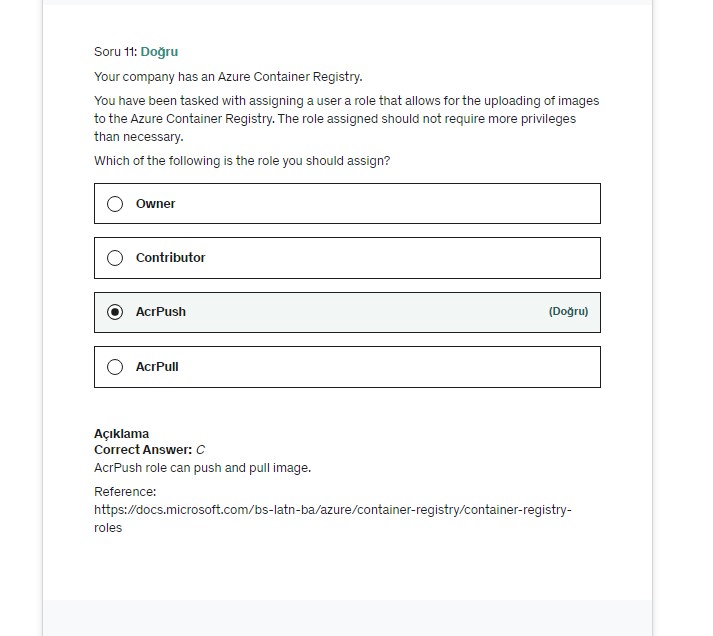 Soru 11: Doğru
Your company has an Azure Container Registry.
You have been tasked with assigning a user a role that allows for the uploading of images
to the Azure Container Registry. The role assigned should not require more privileges
than necessary.
Which of the following is the role you should assign?
Owner
Contributor
AcrPush (Doğru)
AcrPull
Açıklama
Correct Answer: C
AcrPush role can push and pull image.
Reference:
https://docs.microsoft.com/bs-latn-ba/azure/container-registry/container-registry-
roles